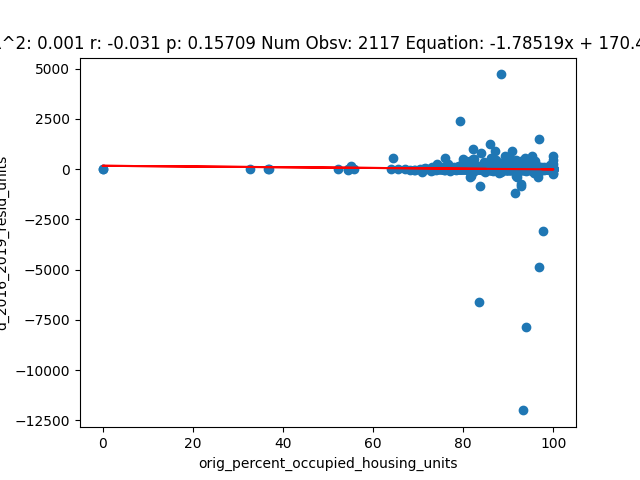 ^2: 0.001 r: -0.031 p: 0.15709 Num Obsv: 2117 Equation: -1.78519x + 170.4
5000
2500
0
−2500
−5000
−7500
−10000
−12500
d_2016_2019_resid_units
0 20 40 60 80 100
orig_percent_occupied_housing_units